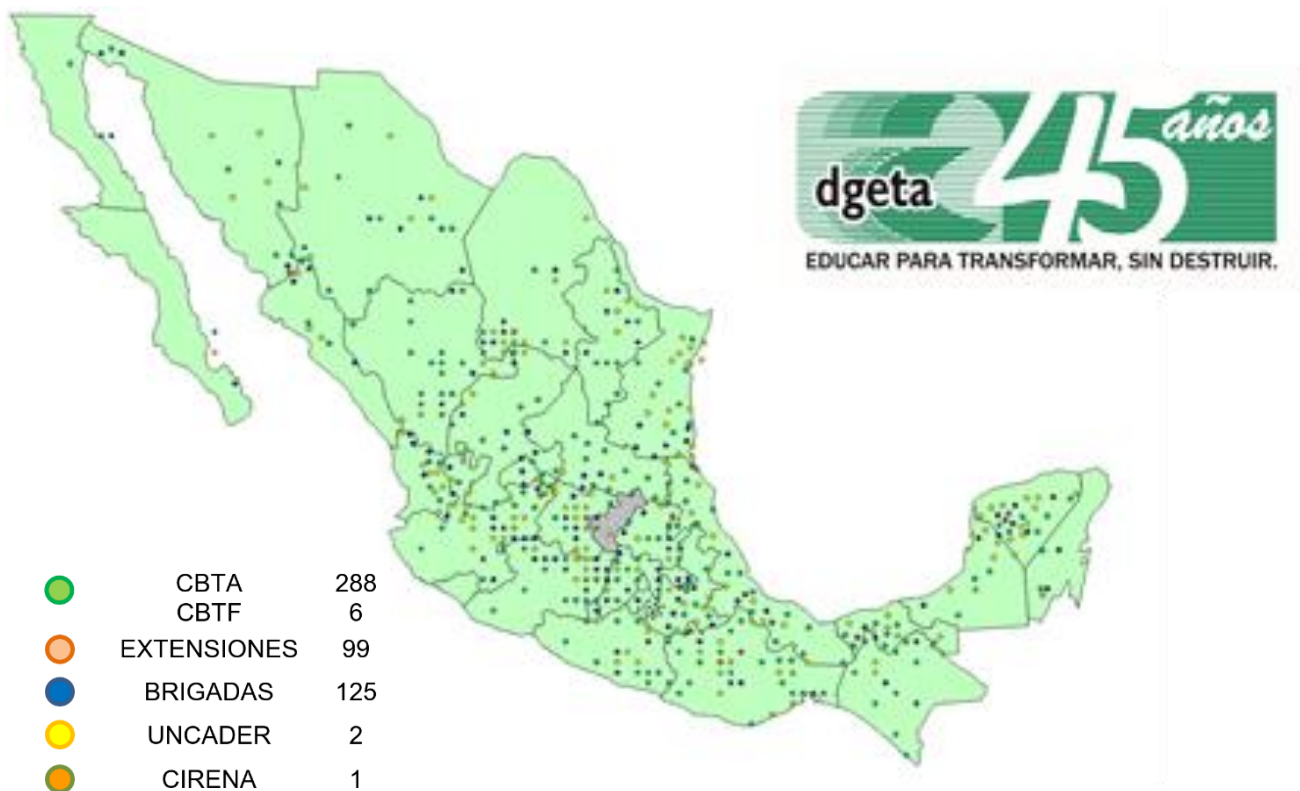 45 años
dgeta
EDUCAR PARA TRANSFORMAR, SIN DESTRUIR.
CBTA 288
CBTF 6
EXTENSIONES 99
BRIGADAS 125
UNCADER 2
CIRENA 1